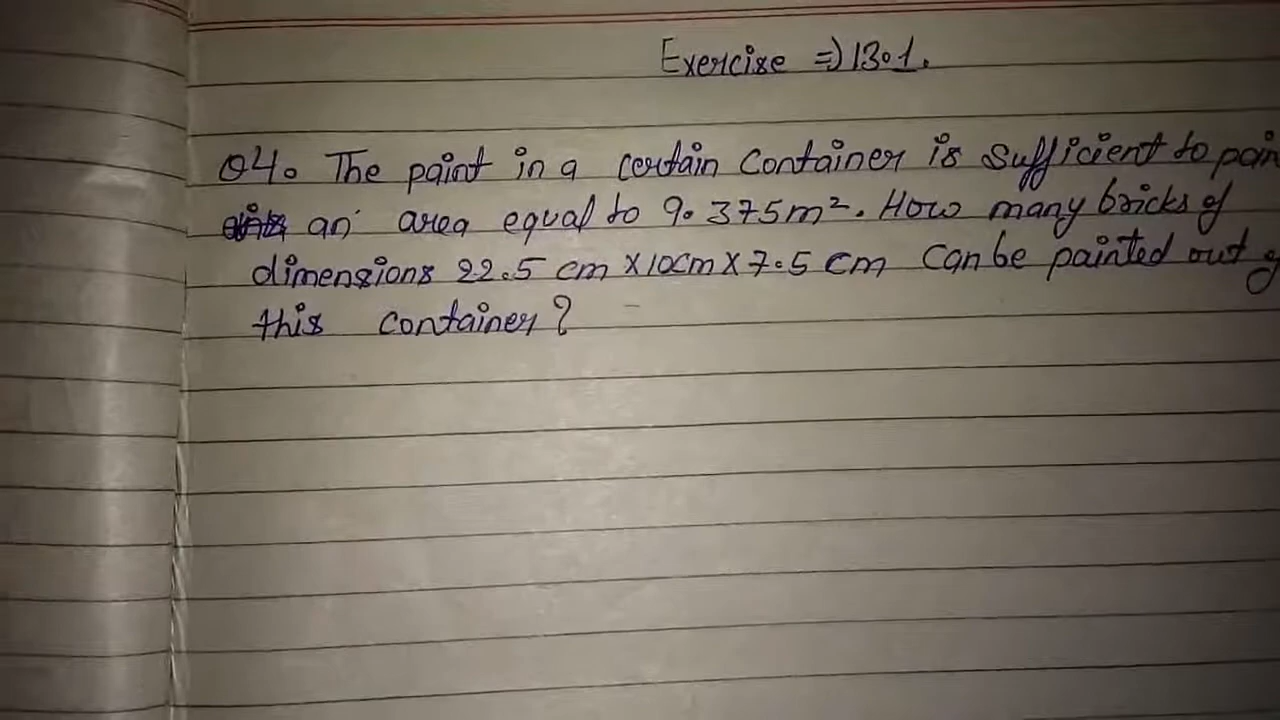 Exercise ⇒ 13.1.
Q4. The paint in a certain container is sufficient to pain
an area equal to 9.375m². How many bricks of
dimensions 22.5 cm x 10cm x 7.5 cm can be painted out of
this container?